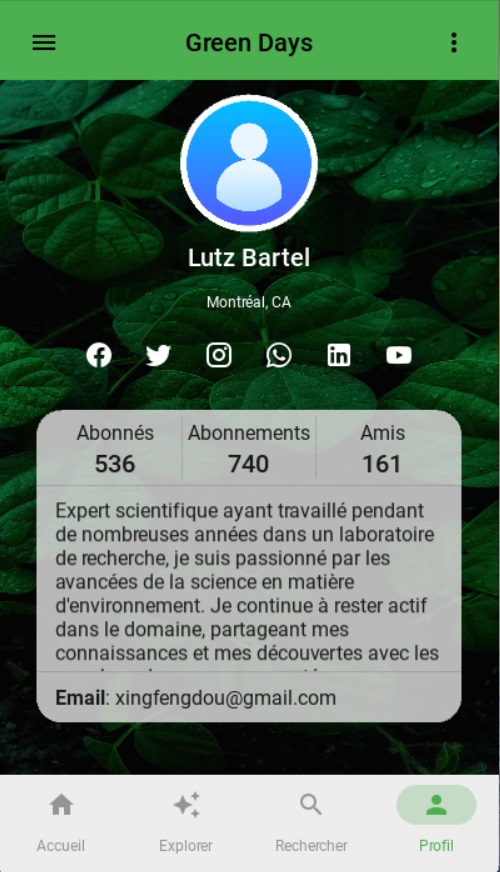 Green Days
Lutz Bartel
Montréal, CA
Abonnés Abonnements Amis
536 740 161
Expert scientifique ayant travaillé pendant
de nombreuses années dans un laboratoire
de recherche, je suis passionné par les
avancées de la science en matière
d'environnement. Je continue à rester actif
dans le domaine, partageant mes
connaissances et mes découvertes avec les
Email: xingfengdou@gmail.com
Accueil Explorer Rechercher Profil